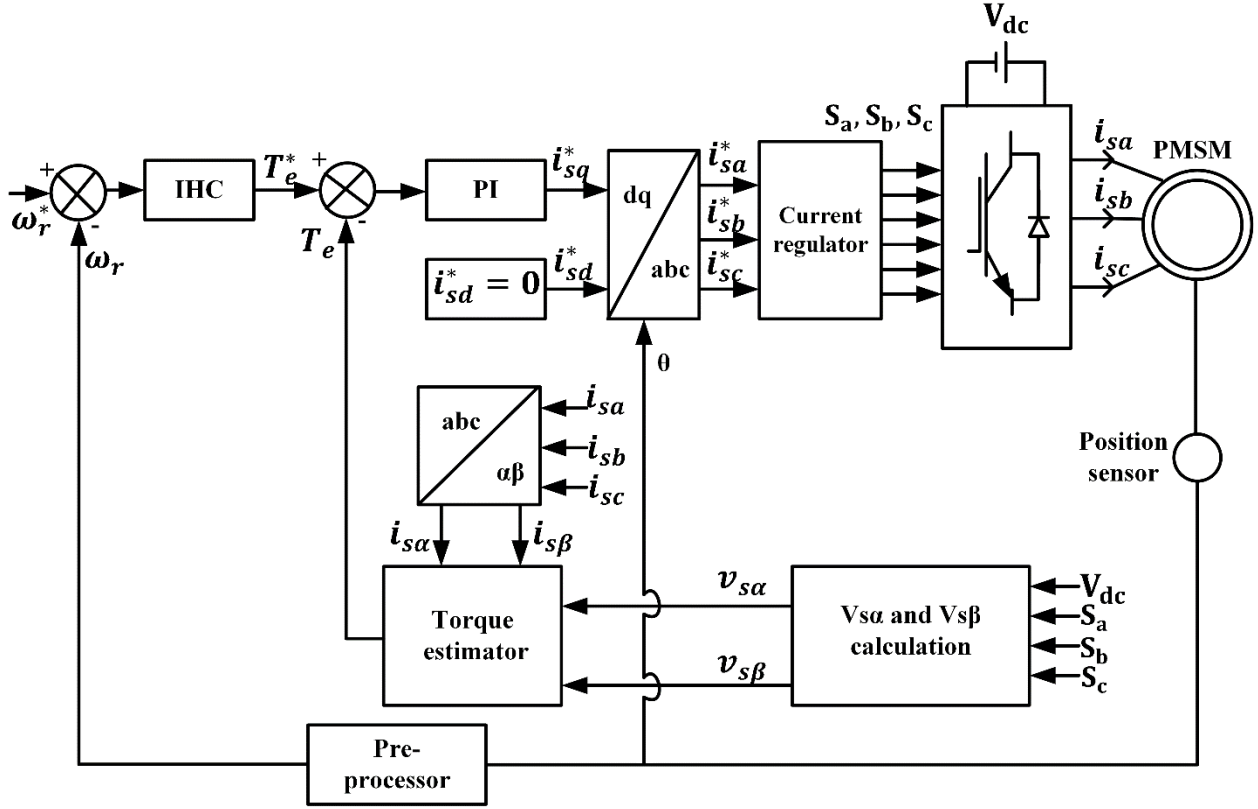 V_dc
S_a, S_b, S_c
i_sa
PMSM
+
ω_r^*
-
ω_r
IHC
T_e^*
+
-
T_e
PI
i_sq^*
i_sd^* = 0
i_sd^*
dq
abc
i_sa^*
i_sb^*
i_sc^*
Current
regulator
i_sb
i_sc
θ
abc
αβ
i_sa
i_sb
i_sc
Position
sensor
i_sα
i_sβ
Torque
estimator
v_sα
v_sβ
Vsα and Vsβ
calculation
V_dc
S_a
S_b
S_c
Pre-
processor